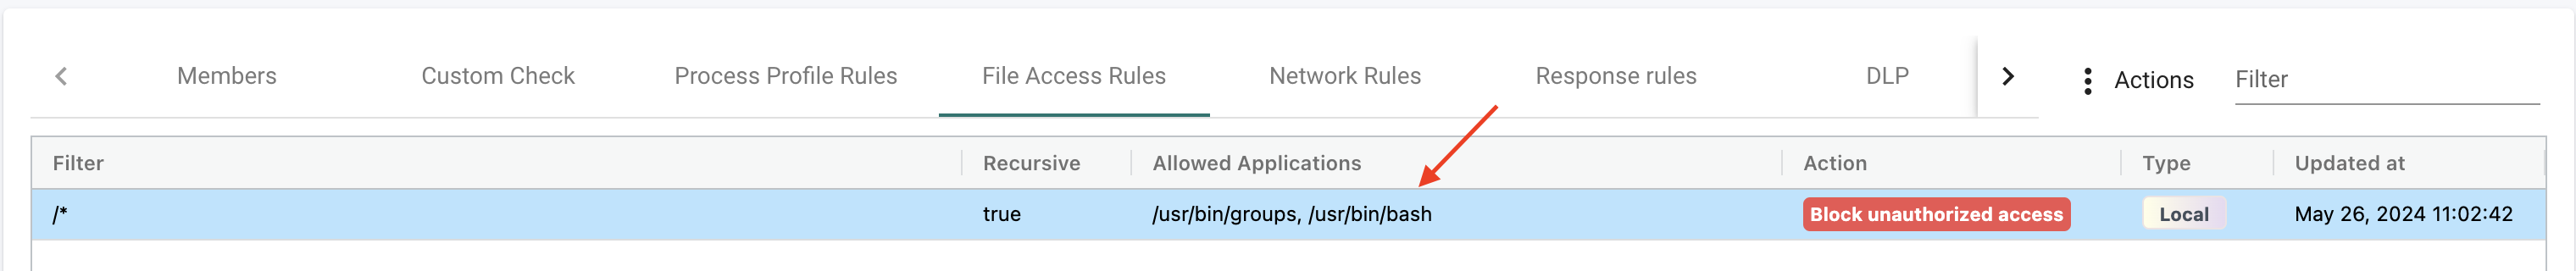 Members Custom Check Process Profile Rules File Access Rules Network Rules Response rules DLP Actions Filter
Filter Recursive Allowed Applications Action Type Updated at
/* true /usr/bin/groups, /usr/bin/bash Block unauthorized access Local May 26, 2024 11:02:42